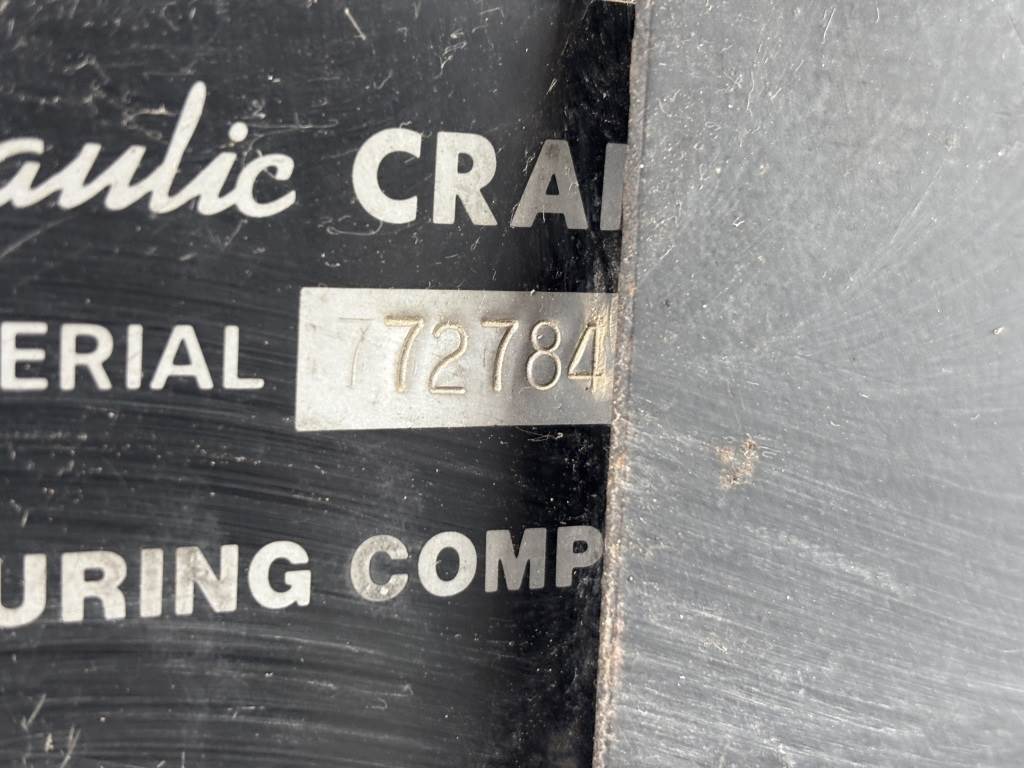 aulic CRA
ERIAL 772784
URING COMP